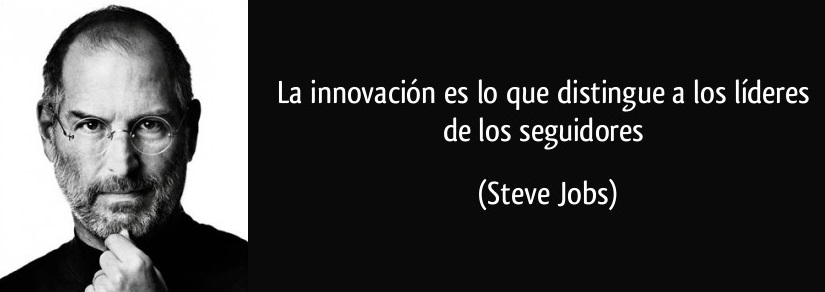 La innovación es lo que distingue a los líderes
de los seguidores
(Steve Jobs)